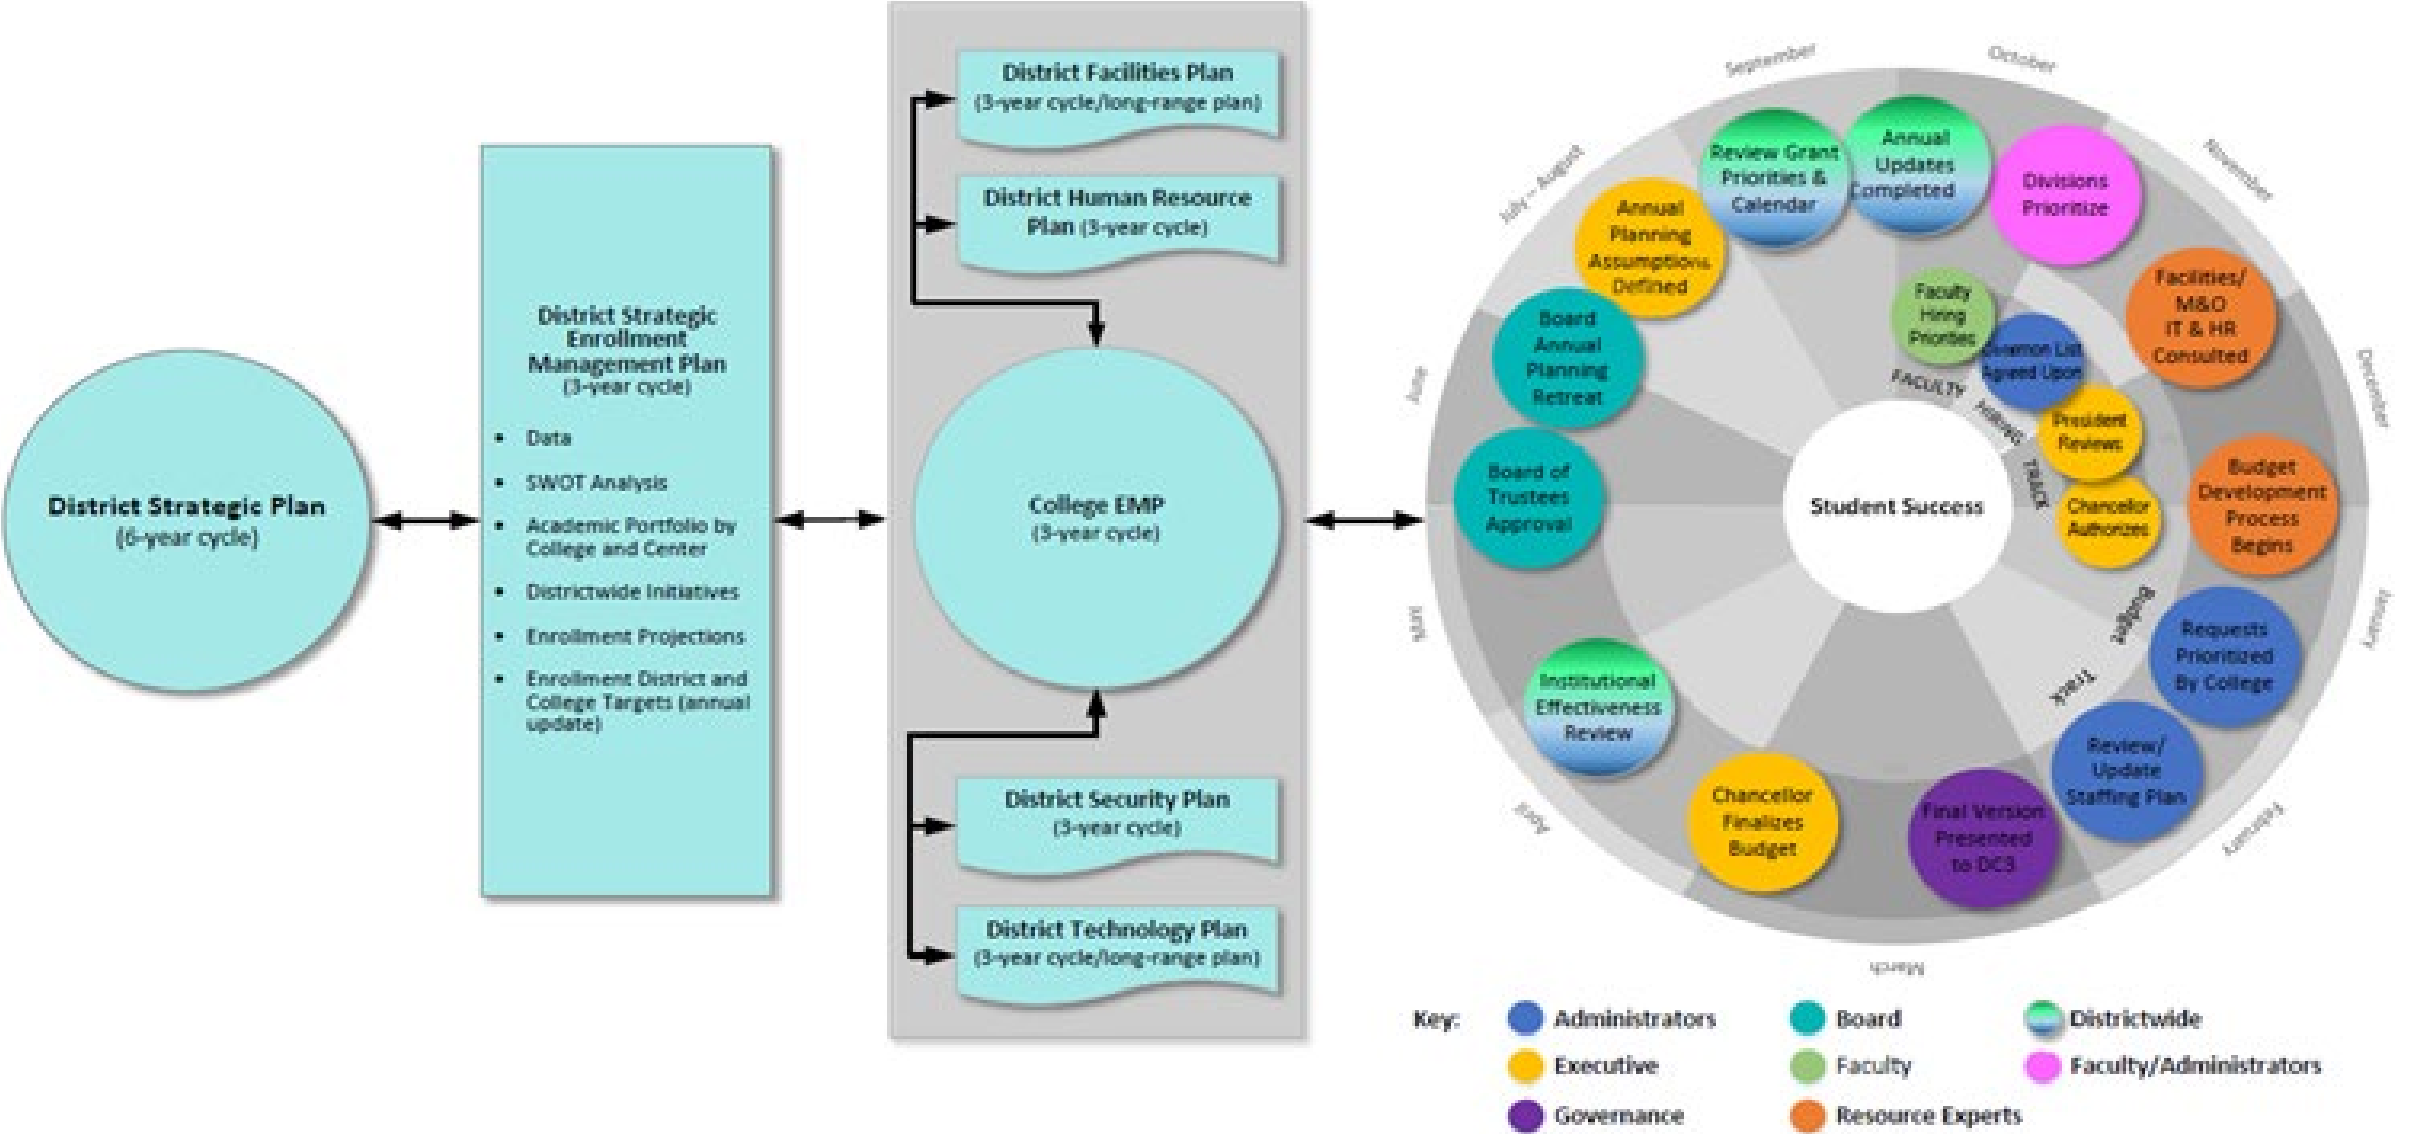 District Strategic Plan
(6-year cycle)
District Strategic
Enrollment
Management Plan
(3-year cycle)
• Data
• SWOT Analysis
• Academic Portfolio by
College and Center
• Districtwide Initiatives
• Enrollment Projections
• Enrollment District and
College Targets (annual
update)
District Facilities Plan
(3-year cycle/long-range plan)
District Human Resource
Plan (3-year cycle)
College EMP
(3-year cycle)
District Security Plan
(3-year cycle)
District Technology Plan
(3-year cycle/long-range plan)
July – August
September
October
November
December
January
February
March
April
May
June
Annual
Planning
Assumptions
Defined
Review Grant
Priorities &
Calendar
Annual
Updates
Completed
Divisions
Prioritize
Facilities/
M&O
IT & HR
Consulted
Budget
Development
Process
Begins
Requests
Prioritized
By College
Review/
Update
Staffing Plan
Final Version
Presented
to DC3
Chancellor
Finalizes
Budget
Institutional
Effectiveness
Review
Board of
Trustees
Approval
Board
Annual
Planning
Retreat
Faculty
Hiring
Priorities
Common List
Agreed Upon
President
Reviews
Chancellor
Authorizes
FACULTY
HIRING
TRACK
Budget
Track
Student Success
Key:
Administrators
Board
Districtwide
Executive
Faculty
Faculty/Administrators
Governance
Resource Experts